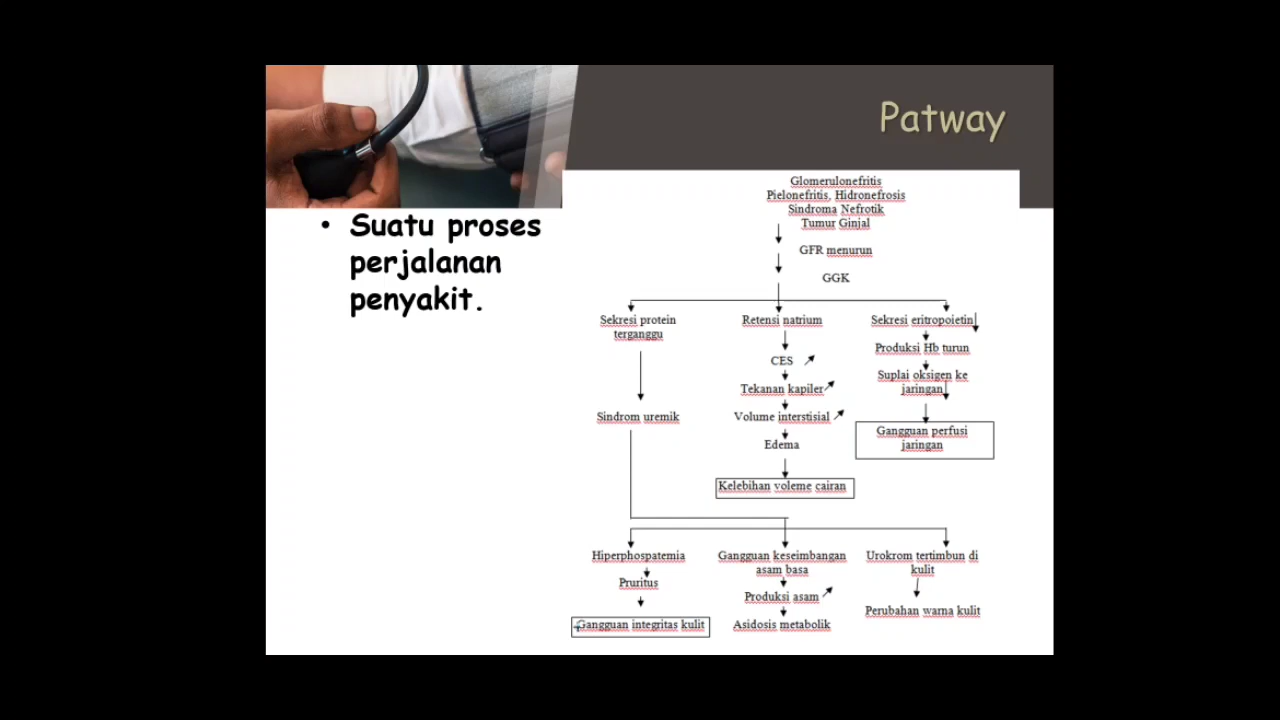 Patway
• Suatu proses
perjalanan
penyakit.
Glomerulonefritis
Pielonefritis, Hidronefrosis
Sindroma Nefrotik
Tumur Ginjal
GFR menurun
GGK
Sekresi protein
terganggu
Retensi natrium
Sekresi eritropoietin
Produksi Hb turun
CES
Suplai oksigen ke
jaringan
Tekanan kapiler
Sindrom uremik
Volume interstisial
Gangguan perfusi
jaringan
Edema
Kelebihan voleme cairan
Hiperphospatemia
Gangguan keseimbangan
asam basa
Urokrom tertimbun di
kulit
Pruritus
Produksi asam
Perubahan warna kulit
Gangguan integritas kulit
Asidosis metabolik